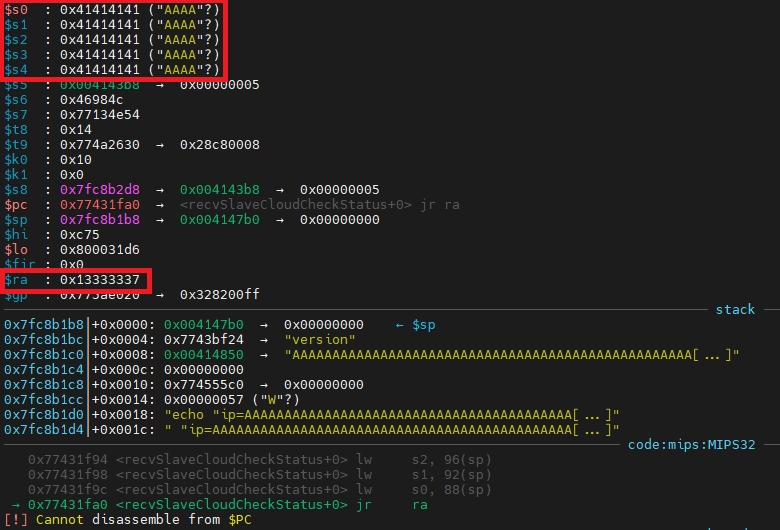 $s0  : 0x41414141 ("AAAA"?)
$s1  : 0x41414141 ("AAAA"?)
$s2  : 0x41414141 ("AAAA"?)
$s3  : 0x41414141 ("AAAA"?)
$s4  : 0x41414141 ("AAAA"?)
$s5  : 0x004143b8  →  0x00000005
$s6  : 0x46984c
$s7  : 0x77134e54
$t8  : 0x14
$t9  : 0x774a2630  →  0x28c80008
$k0  : 0x10
$k1  : 0x0
$s8  : 0x7fc8b2d8  →  0x004143b8  →  0x00000005
$pc  : 0x77431fa0  →  <recvSlaveCloudCheckStatus+0> jr ra
$sp  : 0x7fc8b1b8  →  0x004147b0  →  0x00000000
$hi  : 0xc75
$lo  : 0x800031d6
$fir : 0x0
$ra  : 0x13333337
$gp  : 0x775ae020  →  0x328200ff
stack
0x7fc8b1b8│+0x0000: 0x004147b0  →  0x00000000    ← $sp
0x7fc8b1bc│+0x0004: 0x7743bf24  →  "version"
0x7fc8b1c0│+0x0008: 0x00414850  →  "AAAAAAAAAAAAAAAAAAAAAAAAAAAAAAAAAAAAAAAAAAAAAAAAAA[...]"
0x7fc8b1c4│+0x000c: 0x00000000
0x7fc8b1c8│+0x0010: 0x774555c0  →  0x00000000
0x7fc8b1cc│+0x0014: 0x00000057 ("W"?)
0x7fc8b1d0│+0x0018: "echo "ip=AAAAAAAAAAAAAAAAAAAAAAAAAAAAAAAAAAAAAAAAA[...]"
0x7fc8b1d4│+0x001c: " "ip=AAAAAAAAAAAAAAAAAAAAAAAAAAAAAAAAAAAAAAAAAAAAA[...]"
code:mips:MIPS32
0x77431f94 <recvSlaveCloudCheckStatus+0> lw     s2, 96(sp)
0x77431f98 <recvSlaveCloudCheckStatus+0> lw     s1, 92(sp)
0x77431f9c <recvSlaveCloudCheckStatus+0> lw     s0, 88(sp)
→ 0x77431fa0 <recvSlaveCloudCheckStatus+0> jr     ra
[!] Cannot disassemble from $PC